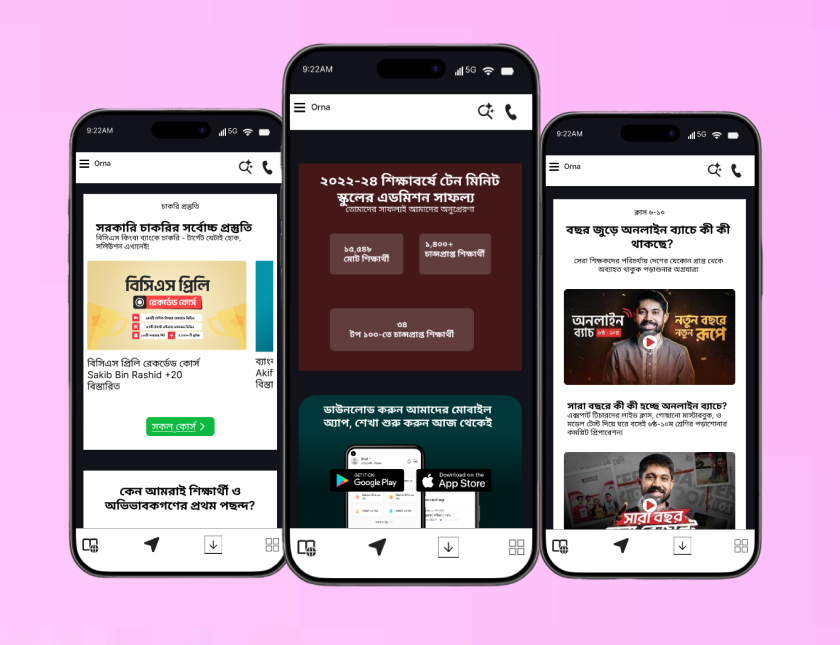 9:22AM
5G
Orna
চাকরি প্রস্তুতি
সরকারি চাকরির সর্বোচ্চ প্রস্তুতি
বিসিএস কিংবা ব্যাংকে চাকরি - টার্গেট যেটাই হোক,
সলিউশন এখানেই!
বিসিএস প্রিলি
রেকর্ডেড কোর্স
বিসিএস প্রিলি রেকর্ডেড কোর্স
Sakib Bin Rashid +20
বিস্তারিত
Akif
সকল কোর্স
কেন আমরাই শিক্ষার্থী ও
অভিভাবকগণের প্রথম পছন্দ?
9:22AM
5G
Orna
২০২২-২৪ শিক্ষাবর্ষে টেন মিনিট
স্কুলের এডমিশন সাফল্য
তোমাদের সাফল্যই আমাদের অনুপ্রেরণা
১৫,৫৪৮
মোট শিক্ষার্থী
১,৪০০+
চান্সপ্রাপ্ত শিক্ষার্থী
৩৪
টপ ১০০-তে চান্সপ্রাপ্ত শিক্ষার্থী
ডাউনলোড করুন আমাদের মোবাইল
অ্যাপ, শেখা শুরু করুন আজ থেকেই
GET IT ON
Google Play
Download on the
App Store
9:22AM
5G
Orna
ক্লাস ৬-১০
বছর জুড়ে অনলাইন ব্যাচে কী কী
থাকছে?
সেরা শিক্ষকদের পরিচর্যায় দেশের যেকোন প্রান্ত থেকে
অব্যাহত থাকুক পড়াশুনার অগ্রযাত্রা
অনলাইন
ব্যাচ
নতুন বছরে
নতুন রূপে
সারা বছরে কী কী হচ্ছে অনলাইন ব্যাচে?
এক্সপার্ট টিচারদের লাইভ ক্লাস, গোছানো মাস্টারবুক, ও
মডেল টেস্ট দিয়ে ঘরে বসেই ৬ষ্ঠ-১০ম শ্রেণির পড়াশোনার
কমপ্লিট প্রিপারেশন!
সারা বছর